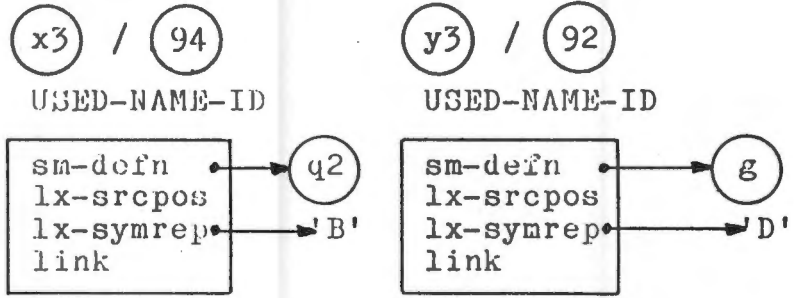 x3 / 94
USED-NAME-ID
sm-defn q2
lx-srcpos
lx-symrep 'B'
link
y3 / 92
USED-NAME-ID
sm-defn g
lx-srcpos
lx-symrep 'D'
link